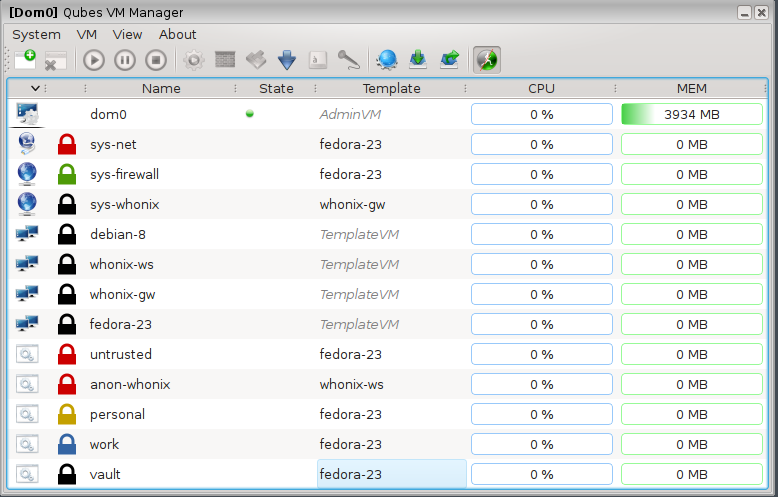 [Dom0] Qubes VM Manager
System VM View About
Name State Template CPU MEM
dom0 AdminVM 0 % 3934 MB
sys-net fedora-23 0 % 0 MB
sys-firewall fedora-23 0 % 0 MB
sys-whonix whonix-gw 0 % 0 MB
debian-8 TemplateVM 0 % 0 MB
whonix-ws TemplateVM 0 % 0 MB
whonix-gw TemplateVM 0 % 0 MB
fedora-23 TemplateVM 0 % 0 MB
untrusted fedora-23 0 % 0 MB
anon-whonix whonix-ws 0 % 0 MB
personal fedora-23 0 % 0 MB
work fedora-23 0 % 0 MB
vault fedora-23 0 % 0 MB